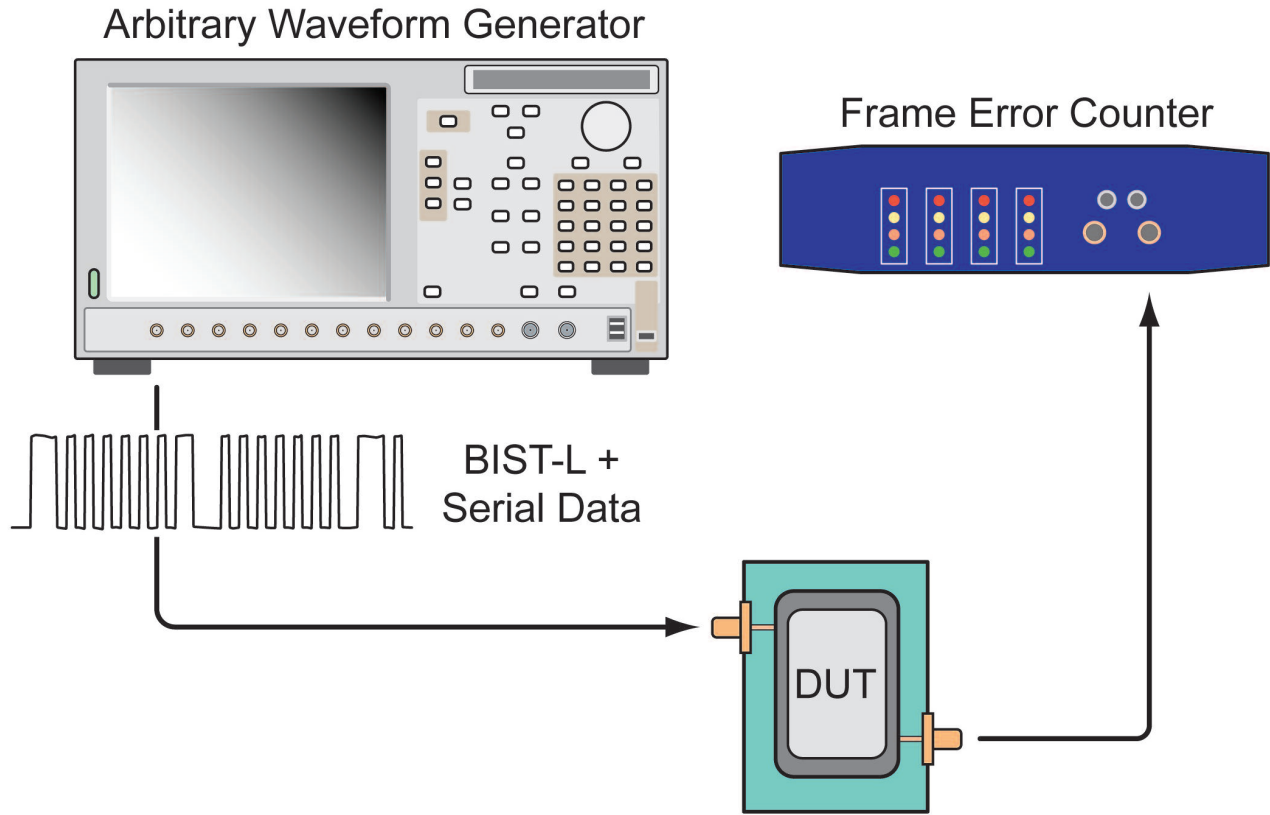 Arbitrary Waveform Generator
Frame Error Counter
BIST-L +
Serial Data
DUT